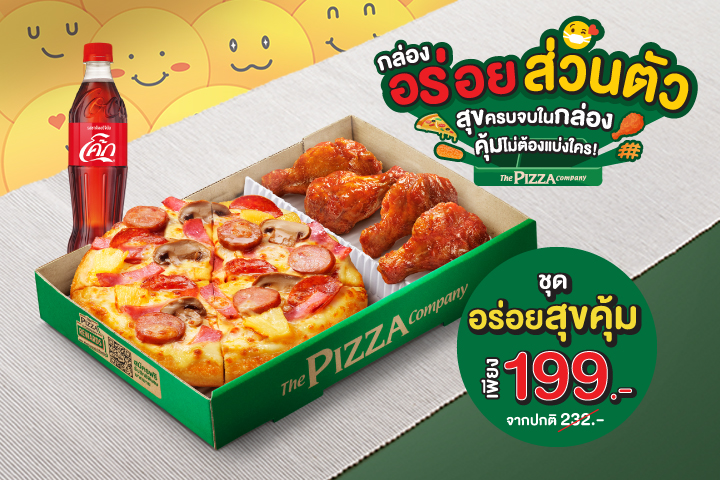 กล่อง
อร่อยส่วนตัว
สุขครบจบในกล่อง
คุ้มไม่ต้องแบ่งใคร!
The PIZZA company
โค้ก
The PIZZA company
ชุด
อร่อยสุขคุ้ม
เพียง 199.-
จากปกติ 232.-